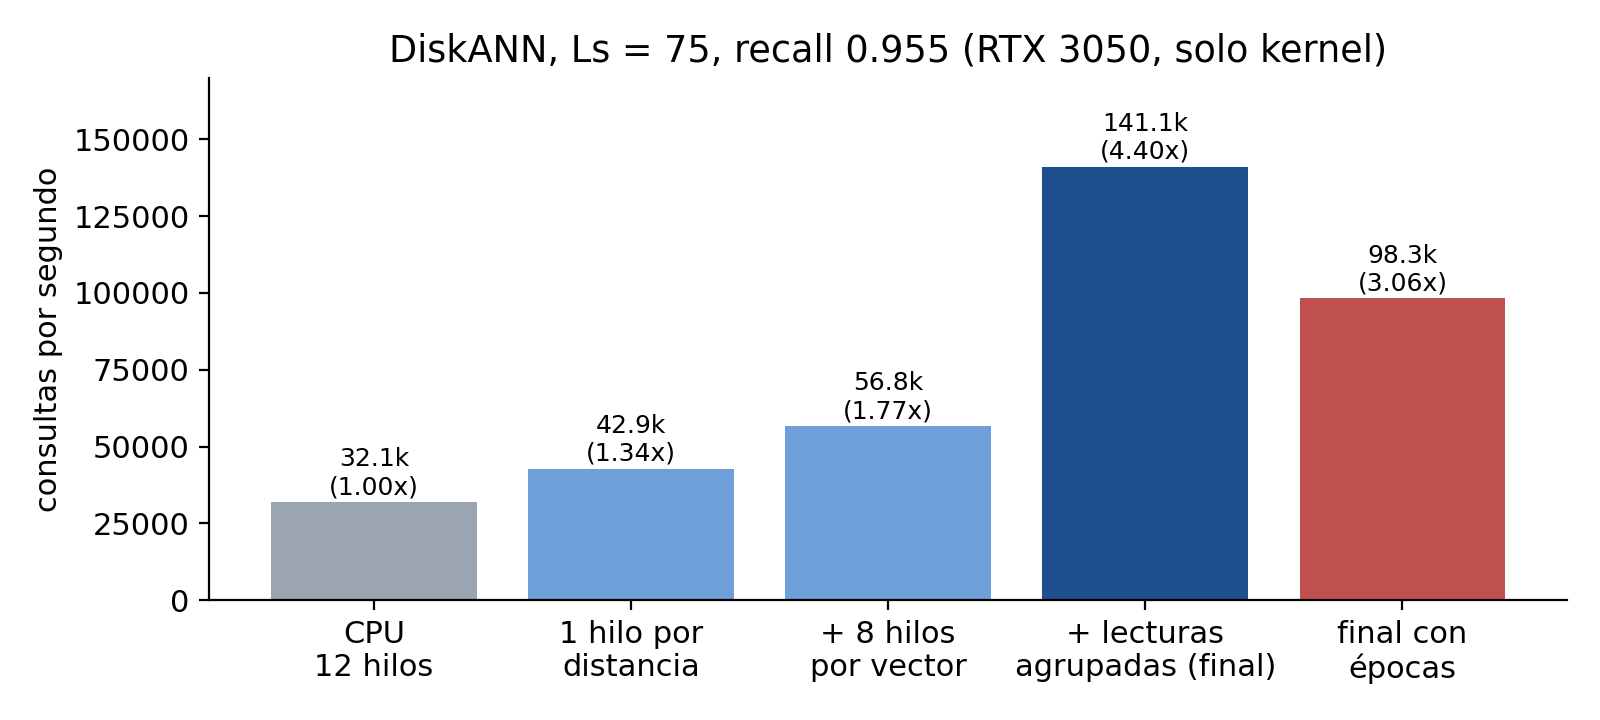 DiskANN, Ls = 75, recall 0.955 (RTX 3050, solo kernel)
consultas por segundo
150000
125000
100000
75000
50000
25000
0
32.1k
(1.00x)
42.9k
(1.34x)
56.8k
(1.77x)
141.1k
(4.40x)
98.3k
(3.06x)
CPU
12 hilos
1 hilo por
distancia
+ 8 hilos
por vector
+ lecturas
agrupadas (final)
final con
épocas